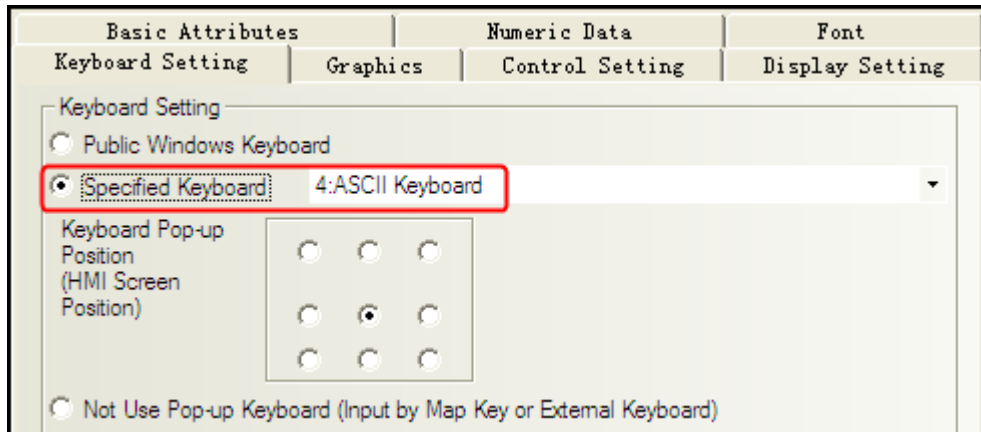 Basic Attributes Numeric Data Font
Keyboard Setting Graphics Control Setting Display Setting
Keyboard Setting
Public Windows Keyboard
Specified Keyboard 4:ASCII Keyboard
Keyboard Pop-up
Position
(HMI Screen
Position)
Not Use Pop-up Keyboard (Input by Map Key or External Keyboard)